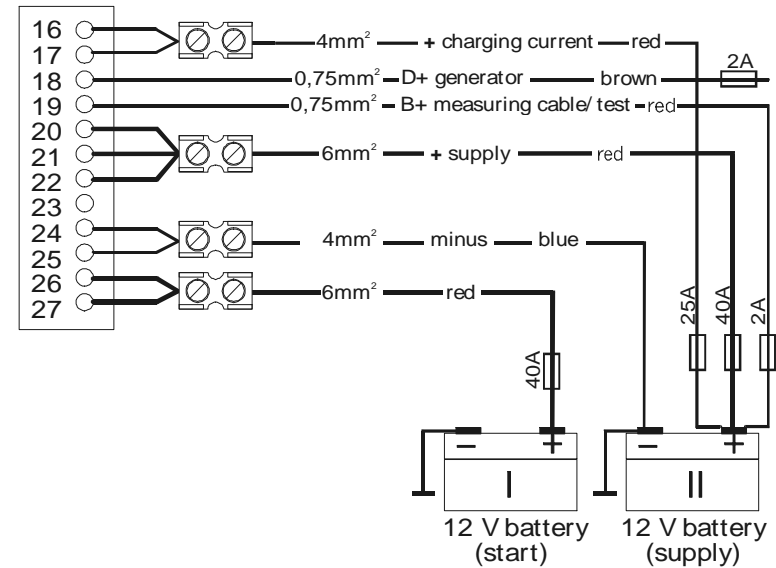 16
17
18
19
20
21
22
23
24
25
26
27
4mm² + charging current red
0,75mm² D+ generator brown 2A
0,75mm² B+ measuring cable/ test red
6mm² + supply red
4mm² minus blue
6mm² red
25A 40A 2A
40A
− + − +
I II
12 V battery
(start)
12 V battery
(supply)